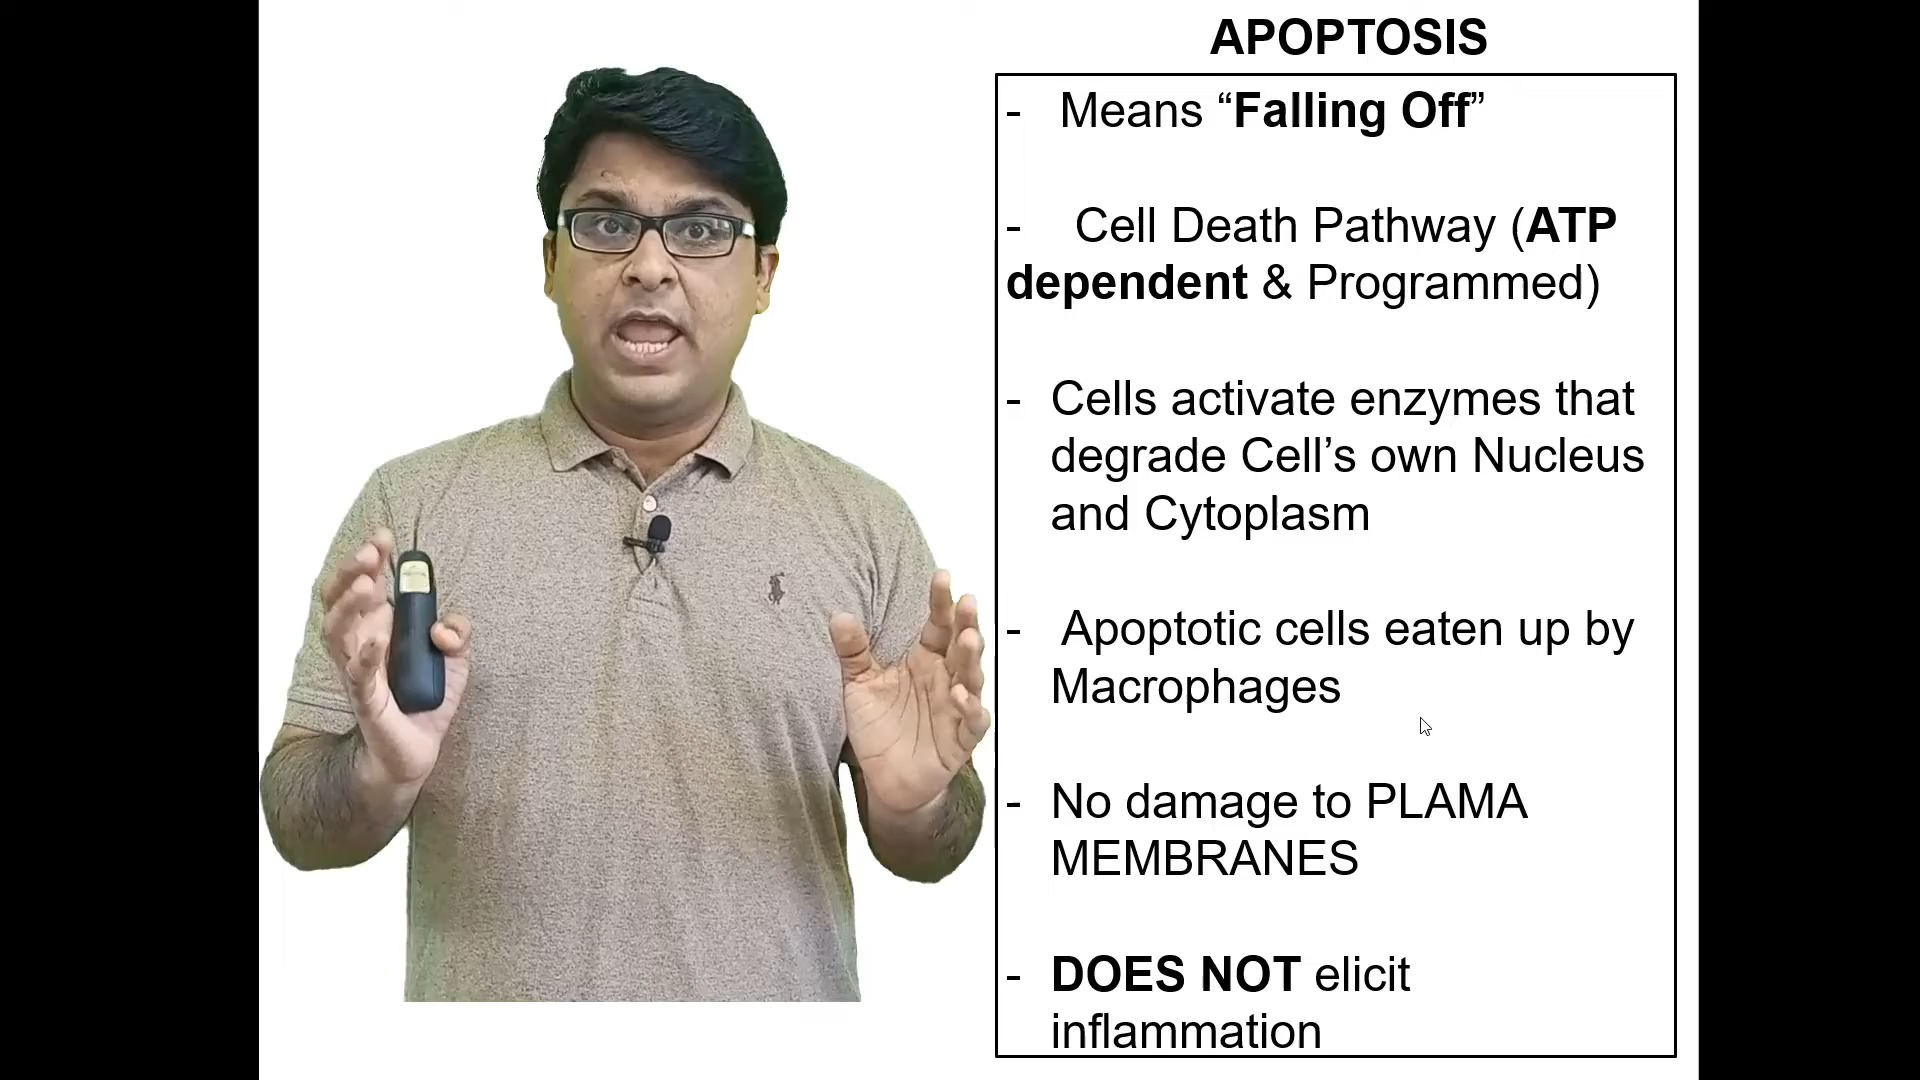 APOPTOSIS
- Means “Falling Off”
- Cell Death Pathway (ATP
dependent & Programmed)
- Cells activate enzymes that
degrade Cell’s own Nucleus
and Cytoplasm
- Apoptotic cells eaten up by
Macrophages
- No damage to PLAMA
MEMBRANES
- DOES NOT elicit
inflammation